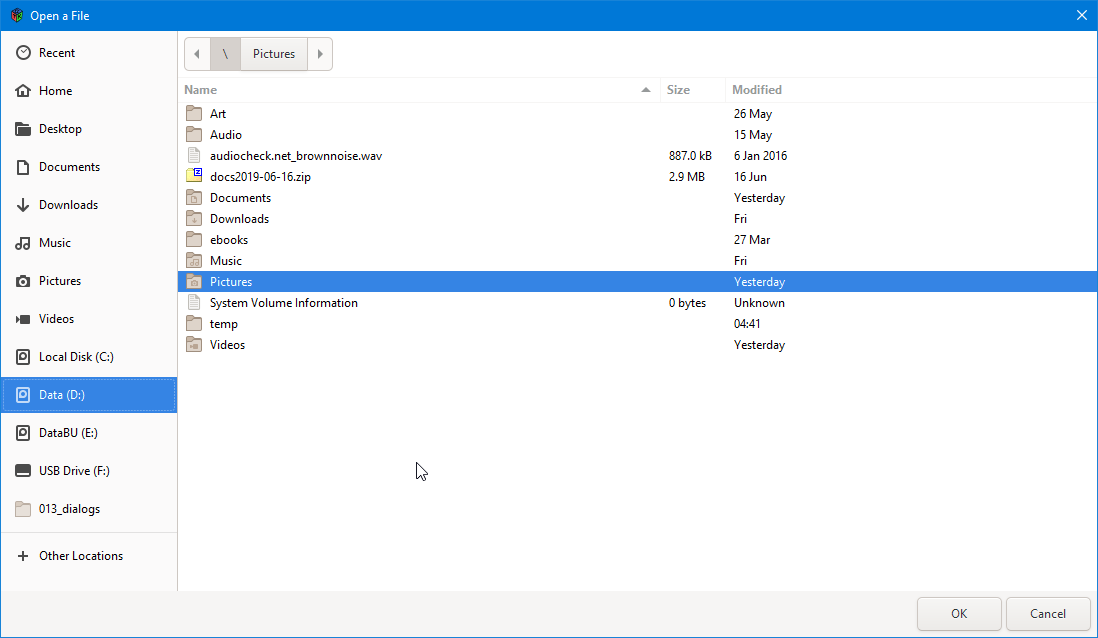 Open a File
Recent
Home
Desktop
Documents
Downloads
Music
Pictures
Videos
Local Disk (C:)
Data (D:)
DataBU (E:)
USB Drive (F:)
013_dialogs
Other Locations
\ Pictures
Name Size Modified
Art 26 May
Audio 15 May
audiocheck.net_brownnoise.wav 887.0 kB 6 Jan 2016
docs2019-06-16.zip 2.9 MB 16 Jun
Documents Yesterday
Downloads Fri
ebooks 27 Mar
Music Fri
Pictures Yesterday
System Volume Information 0 bytes Unknown
temp 04:41
Videos Yesterday
OK Cancel